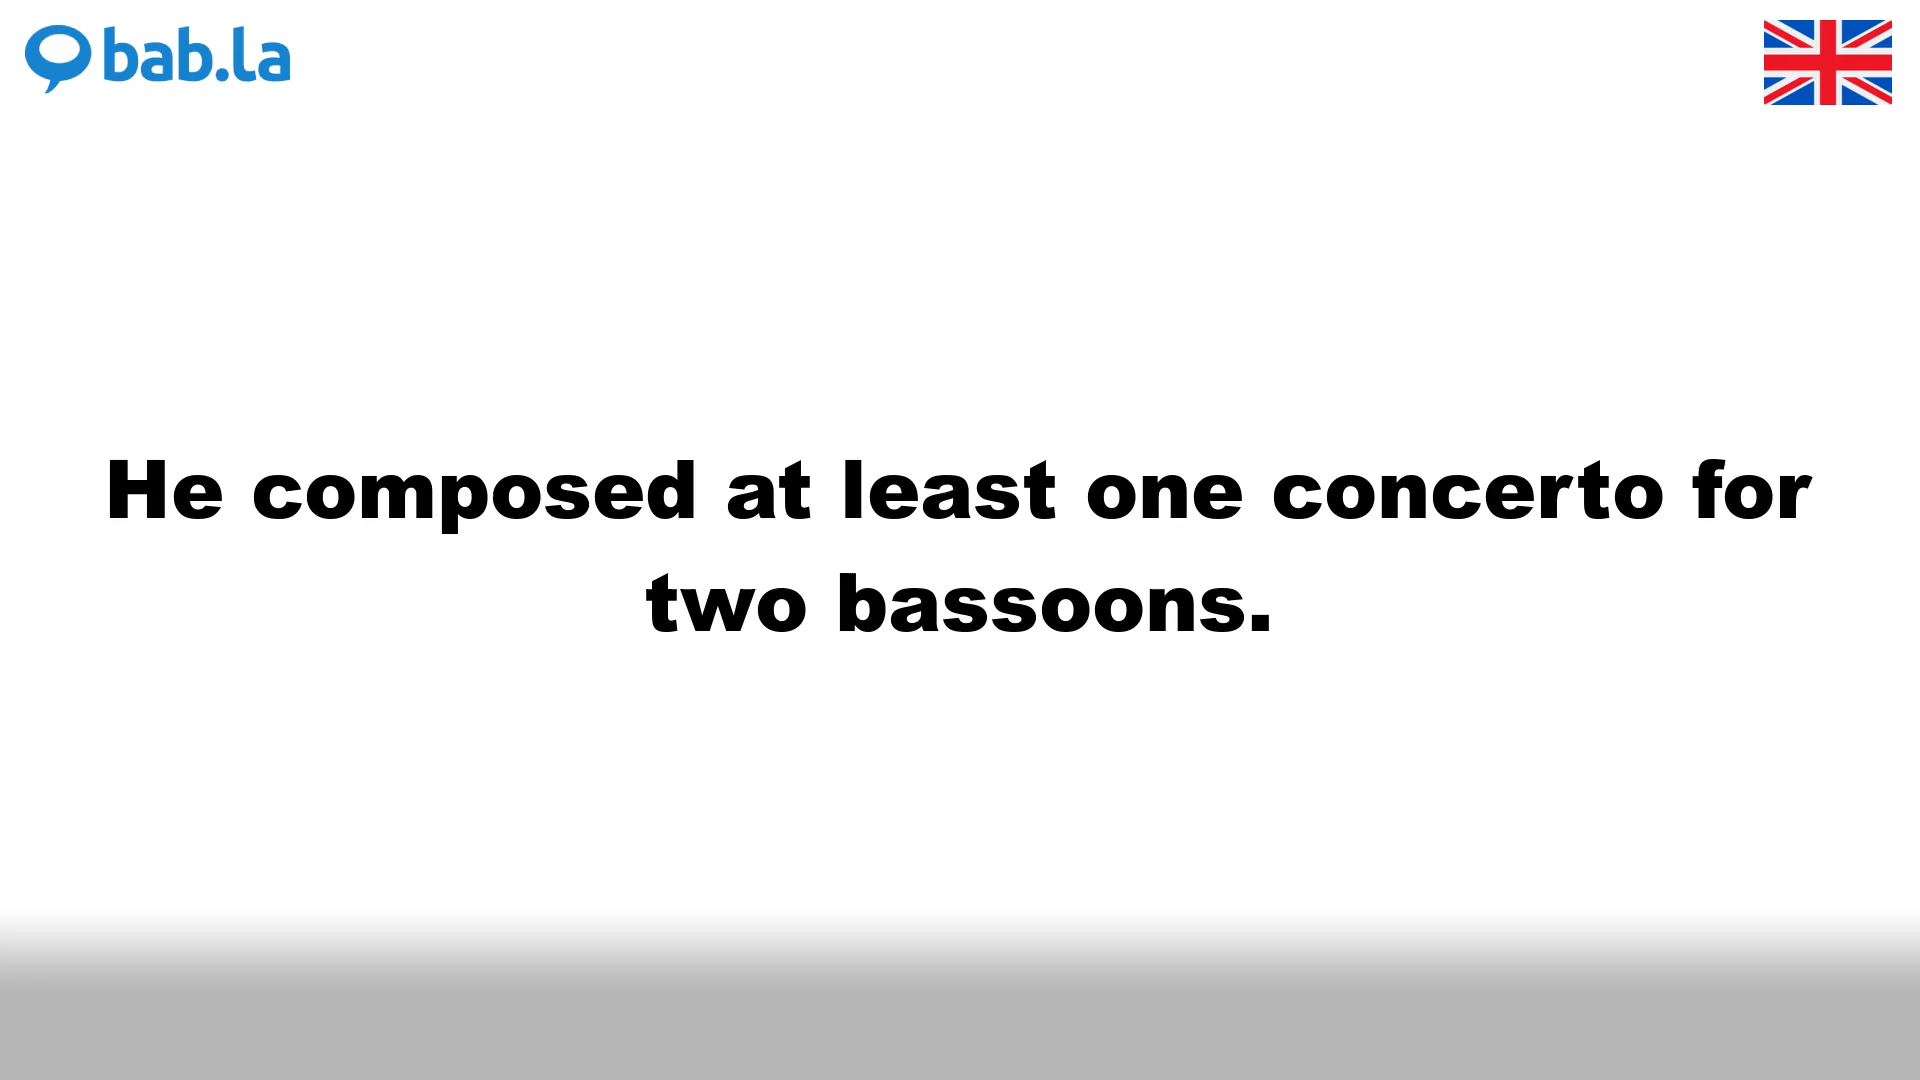 bab.la
He composed at least one concerto for
two bassoons.